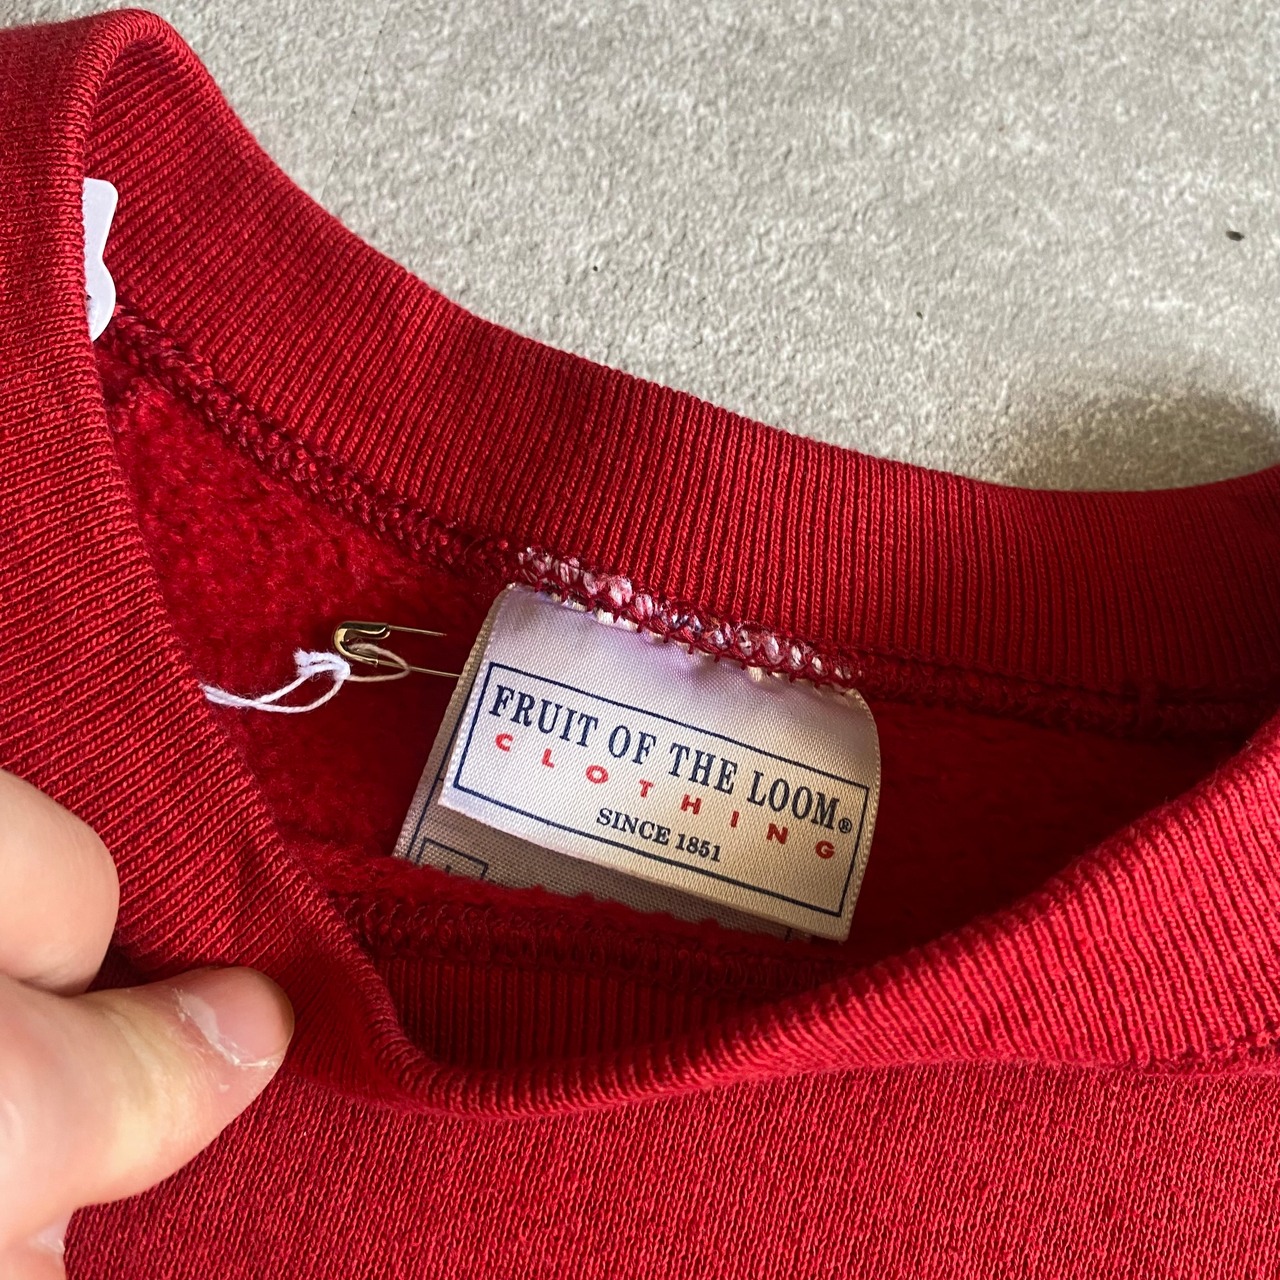 FRUIT OF THE LOOM®
CLOTHING
SINCE 1851